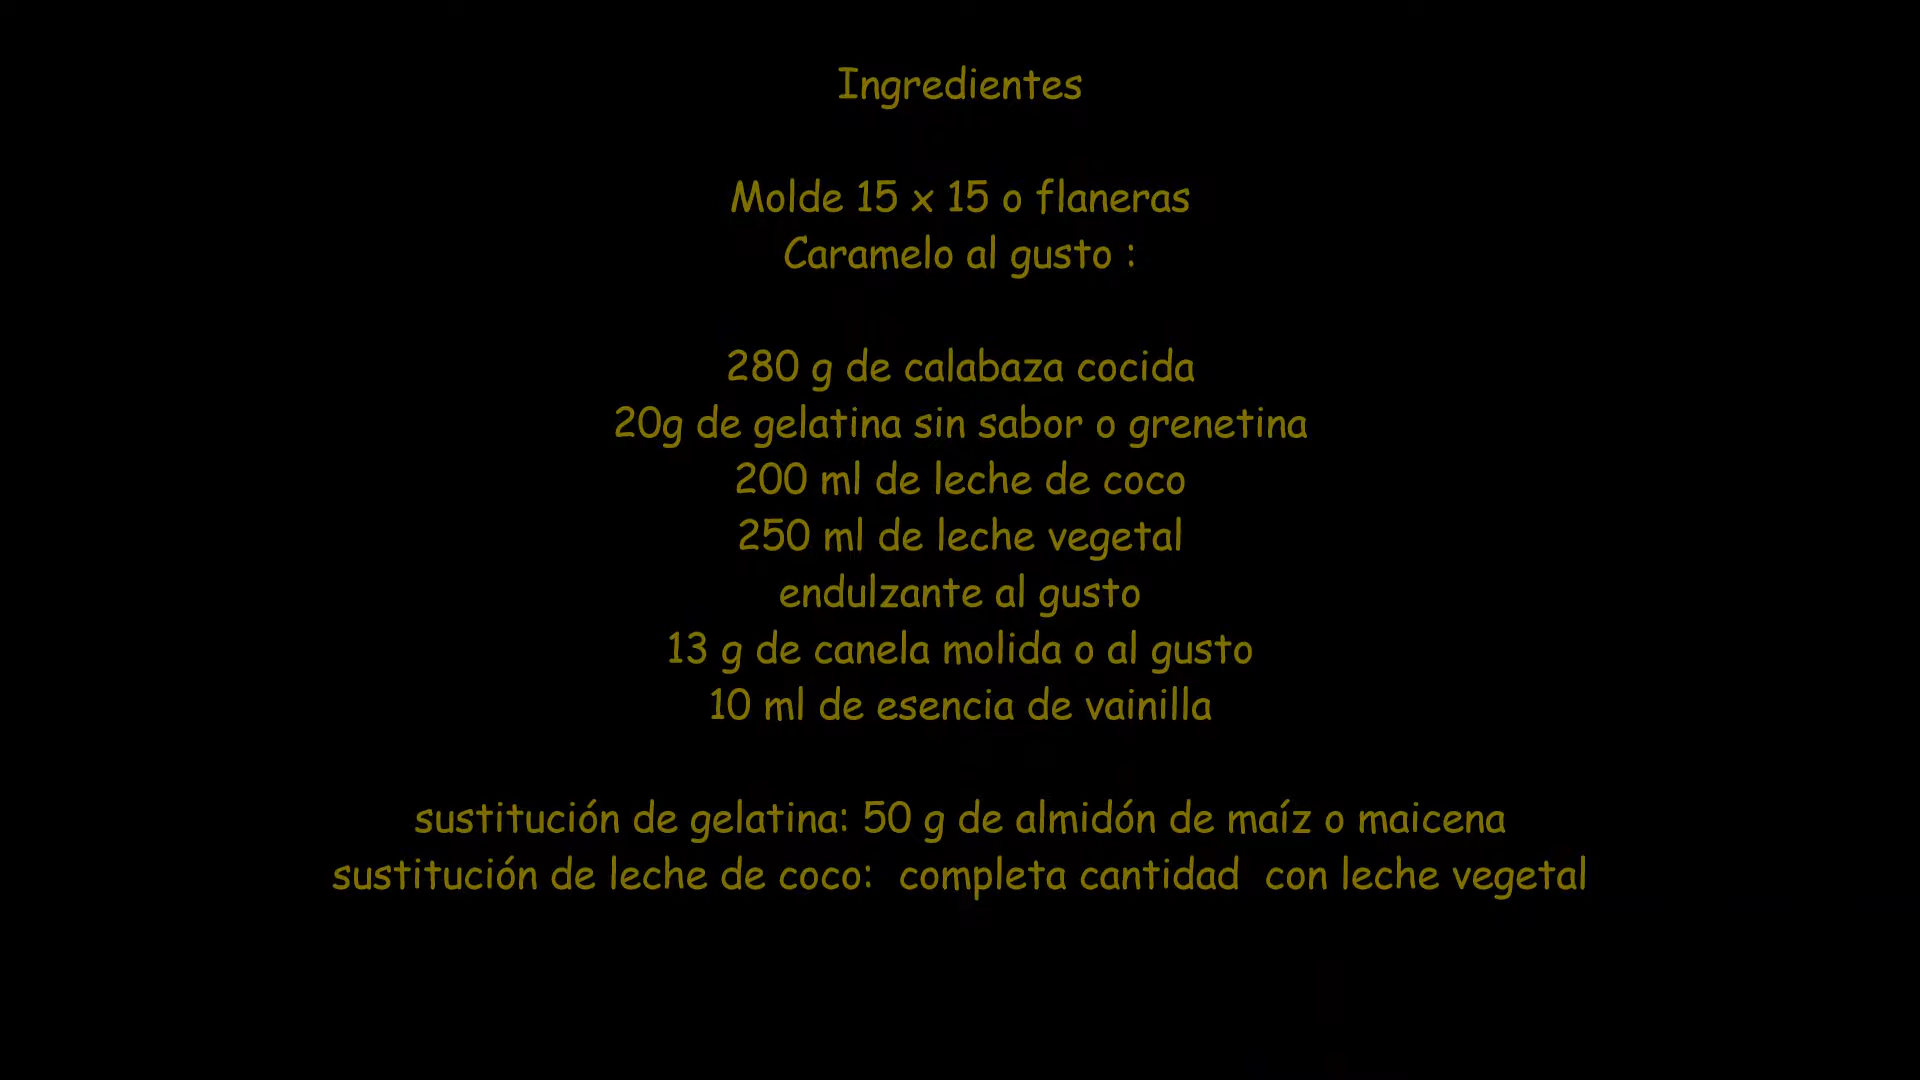 Ingredientes
Molde 15 x 15 o flaneras
Caramelo al gusto :
280 g de calabaza cocida
20g de gelatina sin sabor o grenetina
200 ml de leche de coco
250 ml de leche vegetal
endulzante al gusto
13 g de canela molida o al gusto
10 ml de esencia de vainilla
sustitución de gelatina: 50 g de almidón de maíz o maicena
sustitución de leche de coco:  completa cantidad  con leche vegetal